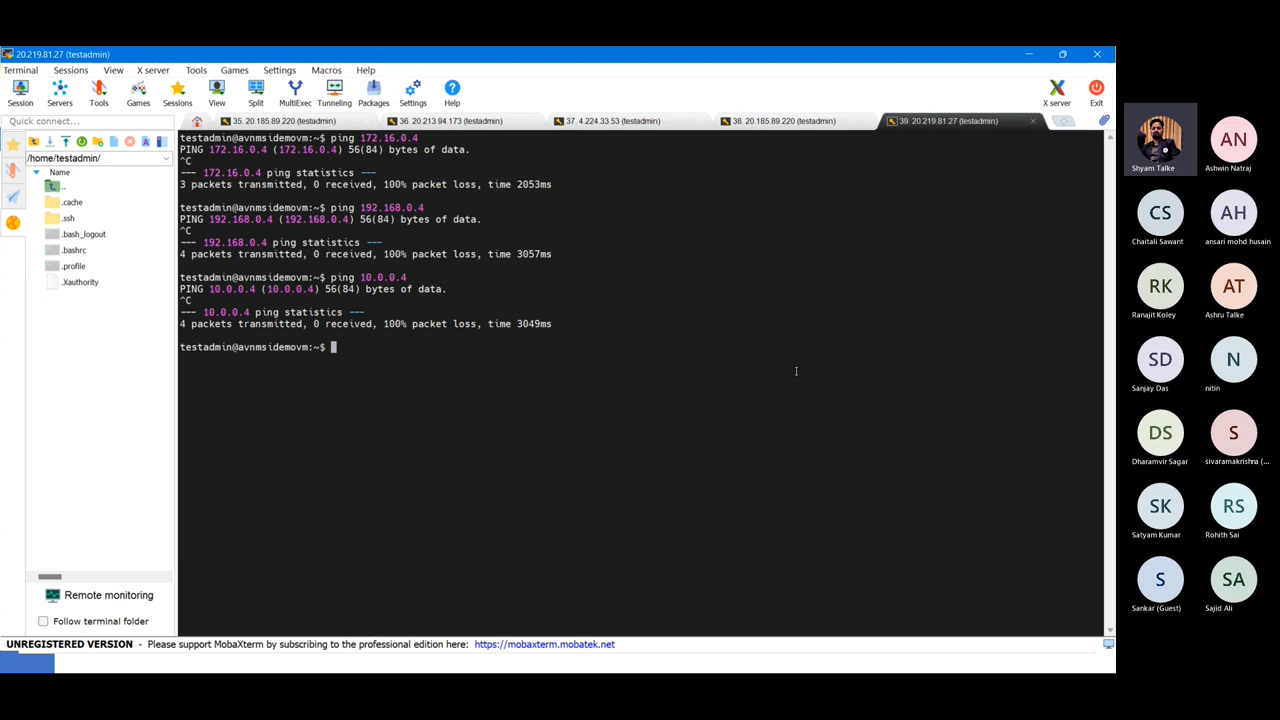 20.219.81.27 (testadmin)
Terminal Sessions View X server Tools Games Settings Macros Help
Session Servers Tools Games Sessions View Split MultiExec Tunneling Packages Settings Help X server Exit
Quick connect...
35. 20.185.89.220 (testadmin)
36. 20.213.94.173 (testadmin)
37. 4.224.33.53 (testadmin)
38. 20.185.89.220 (testadmin)
39. 20.219.81.27 (testadmin)
/home/testadmin/
Name
..
.cache
.ssh
.bash_logout
.bashrc
.profile
.Xauthority
Remote monitoring
Follow terminal folder
testadmin@avnmsidemovm:~$ ping 172.16.0.4
PING 172.16.0.4 (172.16.0.4) 56(84) bytes of data.
^C
--- 172.16.0.4 ping statistics ---
3 packets transmitted, 0 received, 100% packet loss, time 2053ms
testadmin@avnmsidemovm:~$ ping 192.168.0.4
PING 192.168.0.4 (192.168.0.4) 56(84) bytes of data.
^C
--- 192.168.0.4 ping statistics ---
4 packets transmitted, 0 received, 100% packet loss, time 3057ms
testadmin@avnmsidemovm:~$ ping 10.0.0.4
PING 10.0.0.4 (10.0.0.4) 56(84) bytes of data.
^C
--- 10.0.0.4 ping statistics ---
4 packets transmitted, 0 received, 100% packet loss, time 3049ms
testadmin@avnmsidemovm:~$
UNREGISTERED VERSION - Please support MobaXterm by subscribing to the professional edition here: https://mobaxterm.mobatek.net
Shyam Talke
AN
Ashwin Natraj
CS
Chaitali Sawant
AH
ansari mohd husain
RK
Ranajit Koley
AT
Ashru Talke
SD
Sanjay Das
N
nitin
DS
Dharamvir Sagar
S
sivaramakrishna (...
SK
Satyam Kumar
RS
Rohith Sai
S
Sankar (Guest)
SA
Sajid Ali